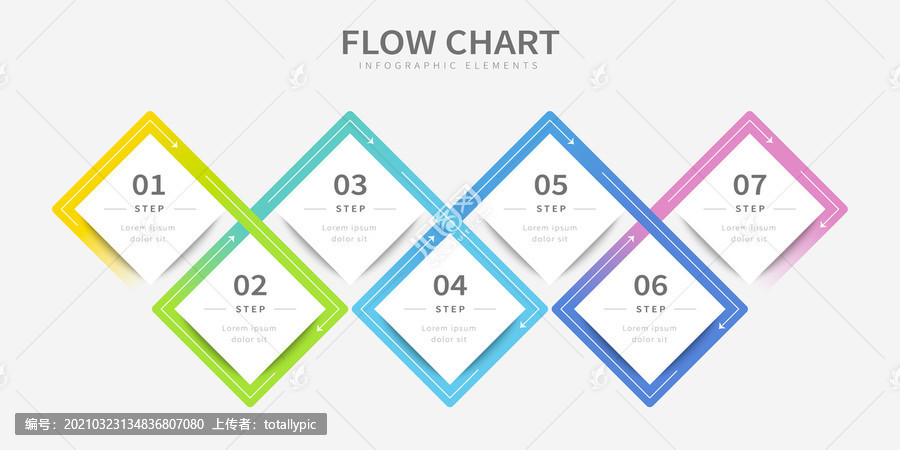 FLOW CHART
INFOGRAPHIC ELEMENTS
01
STEP
Lorem ipsum
dolor sit
03
STEP
Lorem ipsum
dolor sit
05
STEP
Lorem ipsum
dolor sit
07
STEP
Lorem ipsum
dolor sit
02
STEP
Lorem ipsum
dolor sit
04
STEP
Lorem ipsum
dolor sit
06
STEP
Lorem ipsum
dolor sit
编号：20210323134836807080 上传者：totallypic